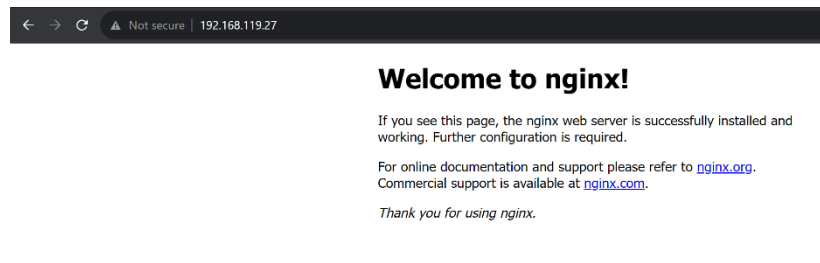 Not secure | 192.168.119.27
Welcome to nginx!
If you see this page, the nginx web server is successfully installed and
working. Further configuration is required.
For online documentation and support please refer to nginx.org.
Commercial support is available at nginx.com.
Thank you for using nginx.